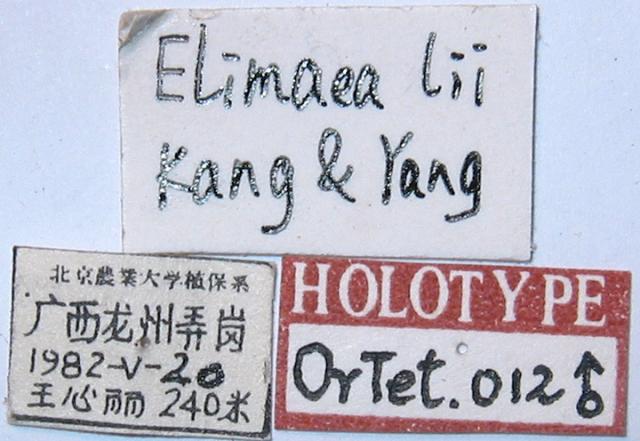 Elimaea lii
Kang & Yang
北京農業大学植保系
广西龙州弄岗
1982-V-20
王心丽 240米
HOLOTYPE
OrTet.012♂